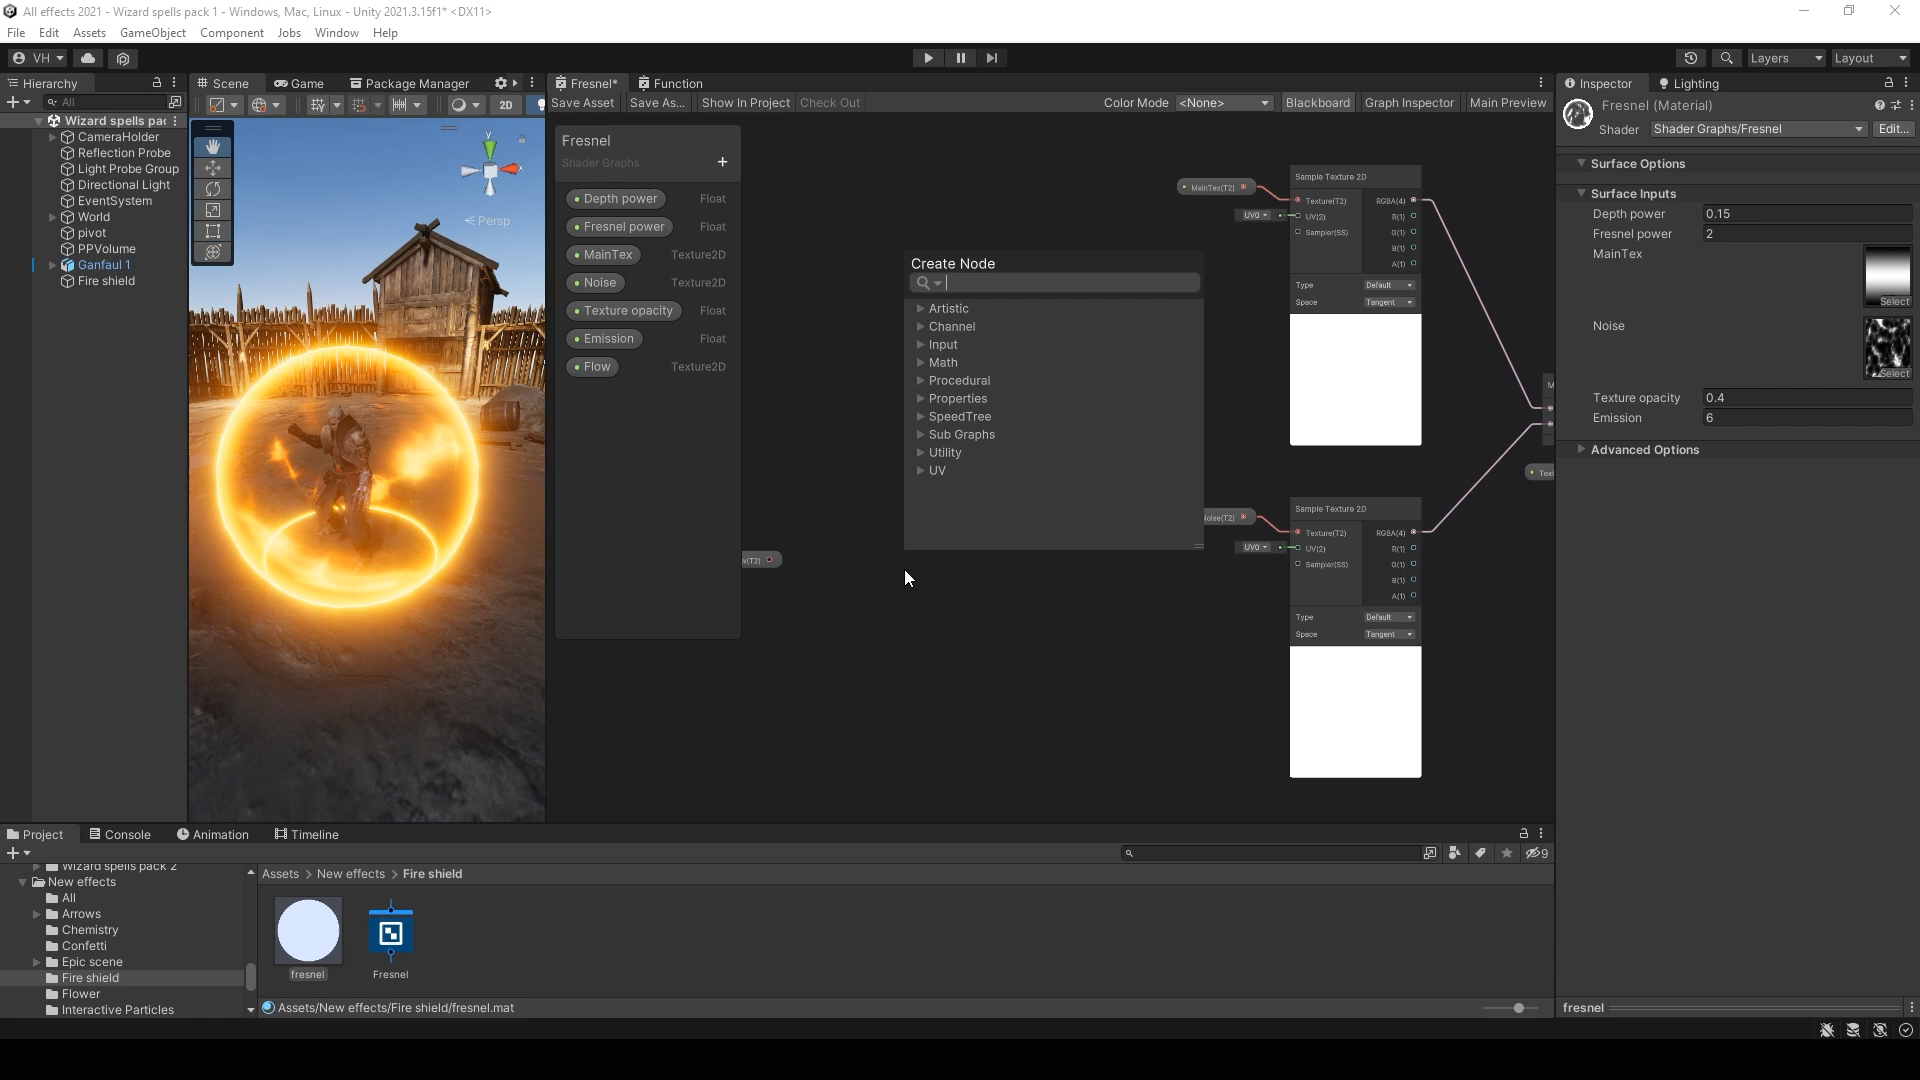 All effects 2021 - Wizard spells pack 1 - Windows, Mac, Linux - Unity 2021.3.15f1* <DX11>
File Edit Assets GameObject Component Jobs Window Help
VH
Layers
Layout
Hierarchy
All
Wizard spells pac
CameraHolder
Reflection Probe
Light Probe Group
Directional Light
EventSystem
World
pivot
PPVolume
Ganfaul 1
Fire shield
Scene
Game
Package Manager
2D
y
Persp
Fresnel*
Function
Save Asset
Save As...
Show In Project
Check Out
Color Mode
<None>
Blackboard
Graph Inspector
Main Preview
Fresnel
Shader Graphs
Depth power Float
Fresnel power Float
MainTex Texture2D
Noise Texture2D
Texture opacity Float
Emission Float
Flow Texture2D
w(T2)
Create Node
Artistic
Channel
Input
Math
Procedural
Properties
SpeedTree
Sub Graphs
Utility
UV
MainTex(T2)
UV0
Sample Texture 2D
Texture(T2) RGBA(4)
UV(2) R(1)
Sampler(SS) G(1)
B(1)
A(1)
Type Default
Space Tangent
Noise(T2)
UV0
Sample Texture 2D
Texture(T2) RGBA(4)
UV(2) R(1)
Sampler(SS) G(1)
B(1)
A(1)
Type Default
Space Tangent
M
Text
Inspector
Lighting
Fresnel (Material)
Shader Shader Graphs/Fresnel Edit...
Surface Options
Surface Inputs
Depth power 0.15
Fresnel power 2
MainTex
Select
Noise
Select
Texture opacity 0.4
Emission 6
Advanced Options
fresnel
Project
Console
Animation
Timeline
9
Wizard spells pack 2
New effects
All
Arrows
Chemistry
Confetti
Epic scene
Fire shield
Flower
Interactive Particles
Assets > New effects > Fire shield
fresnel
Fresnel
Assets/New effects/Fire shield/fresnel.mat